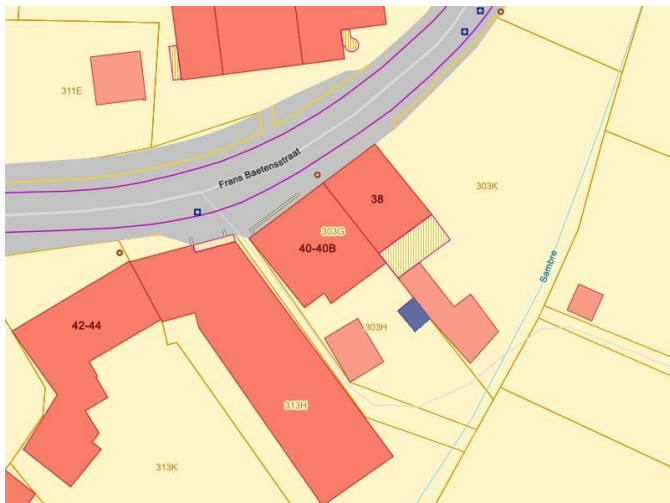 311E
Frans Baetensstraat
38
303K
303G
40-40B
Sambre
42-44
303H
313H
313K